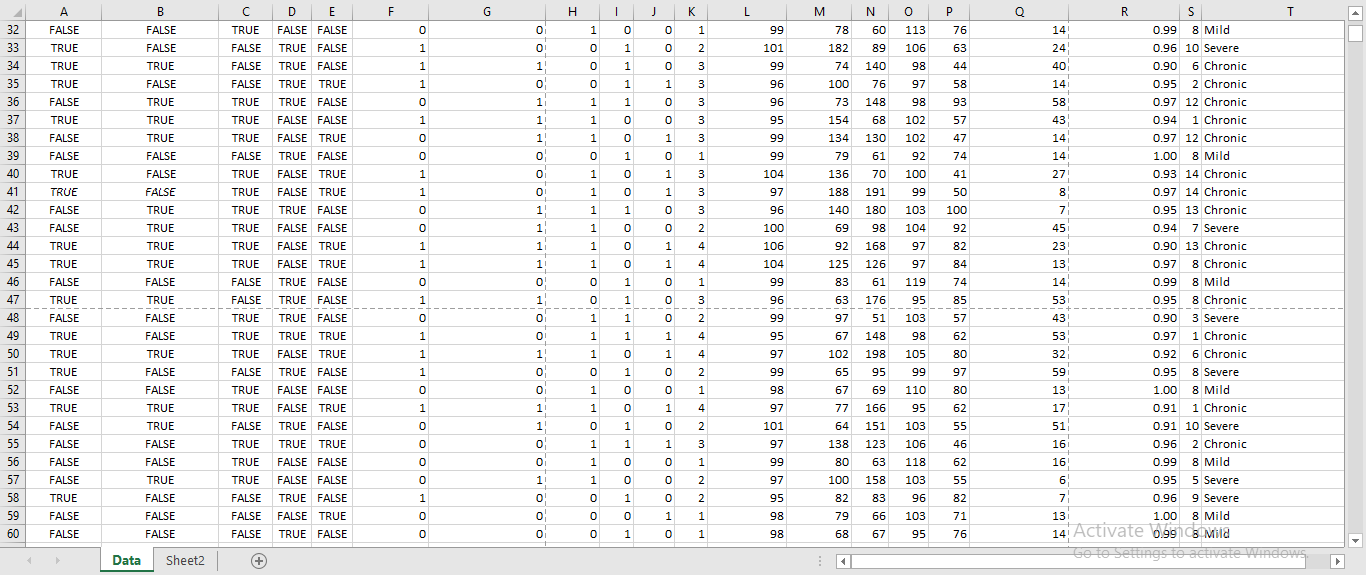 A B C D E F G H I J K L M N O P Q R S T
32 FALSE FALSE TRUE FALSE FALSE 0 0 1 0 0 1 99 78 60 113 76 14 0.99 8 Mild
33 TRUE FALSE FALSE TRUE FALSE 1 0 0 1 0 2 101 182 89 106 63 24 0.96 10 Severe
34 TRUE TRUE FALSE TRUE FALSE 1 1 0 1 0 3 99 74 140 98 44 40 0.90 6 Chronic
35 TRUE FALSE FALSE TRUE TRUE 1 0 0 1 1 3 96 100 76 97 58 14 0.95 2 Chronic
36 FALSE TRUE TRUE TRUE FALSE 0 1 1 1 0 3 96 73 148 98 93 58 0.97 12 Chronic
37 TRUE TRUE TRUE FALSE FALSE 1 1 1 0 0 3 95 154 68 102 57 43 0.94 1 Chronic
38 FALSE TRUE TRUE FALSE TRUE 0 1 1 0 1 3 99 134 130 102 47 14 0.97 12 Chronic
39 FALSE FALSE FALSE TRUE FALSE 0 0 0 1 0 1 99 79 61 92 74 14 1.00 8 Mild
40 TRUE FALSE TRUE FALSE TRUE 1 0 1 0 1 3 104 136 70 100 41 27 0.93 14 Chronic
41 TRUE FALSE TRUE FALSE TRUE 1 0 1 0 1 3 97 188 191 99 50 8 0.97 14 Chronic
42 FALSE TRUE TRUE TRUE FALSE 0 1 1 1 0 3 96 140 180 103 100 7 0.95 13 Chronic
43 FALSE TRUE TRUE FALSE FALSE 0 1 1 0 0 2 100 69 98 104 92 45 0.94 7 Severe
44 TRUE TRUE TRUE FALSE TRUE 1 1 1 0 1 4 106 92 168 97 82 23 0.90 13 Chronic
45 TRUE TRUE TRUE FALSE TRUE 1 1 1 0 1 4 104 125 126 97 84 13 0.97 8 Chronic
46 FALSE FALSE FALSE TRUE FALSE 0 0 0 1 0 1 99 83 61 119 74 14 0.99 8 Mild
47 TRUE TRUE FALSE TRUE FALSE 1 1 0 1 0 3 96 63 176 95 85 53 0.95 8 Chronic
48 FALSE FALSE TRUE TRUE FALSE 0 0 1 1 0 2 99 97 51 103 57 43 0.90 3 Severe
49 TRUE FALSE TRUE TRUE TRUE 1 0 1 1 1 4 95 67 148 98 62 53 0.97 1 Chronic
50 TRUE TRUE TRUE FALSE TRUE 1 1 1 0 1 4 97 102 198 105 80 32 0.92 6 Chronic
51 TRUE FALSE FALSE TRUE FALSE 1 0 0 1 0 2 99 65 95 99 97 59 0.95 8 Severe
52 FALSE FALSE TRUE FALSE FALSE 0 0 1 0 0 1 98 67 69 110 80 13 1.00 8 Mild
53 TRUE TRUE TRUE FALSE TRUE 1 1 1 0 1 4 97 77 166 95 62 17 0.91 1 Chronic
54 FALSE TRUE FALSE TRUE FALSE 0 1 0 1 0 2 101 64 151 103 55 51 0.91 10 Severe
55 FALSE FALSE TRUE TRUE TRUE 0 0 1 1 1 3 97 138 123 106 46 16 0.96 2 Chronic
56 FALSE FALSE TRUE FALSE FALSE 0 0 1 0 0 1 99 80 63 118 62 16 0.99 8 Mild
57 FALSE TRUE TRUE FALSE FALSE 0 1 1 0 0 2 97 100 158 103 55 6 0.95 5 Severe
58 TRUE FALSE FALSE TRUE FALSE 1 0 0 1 0 2 95 82 83 96 82 7 0.96 9 Severe
59 FALSE FALSE FALSE FALSE TRUE 0 0 0 0 1 1 98 79 66 103 71 13 1.00 8 Mild
60 FALSE FALSE FALSE TRUE FALSE 0 0 0 1 0 1 98 68 67 95 76 14 0.99 8 Mild
Activate Windows
Go to Settings to activate Windows.
Data Sheet2